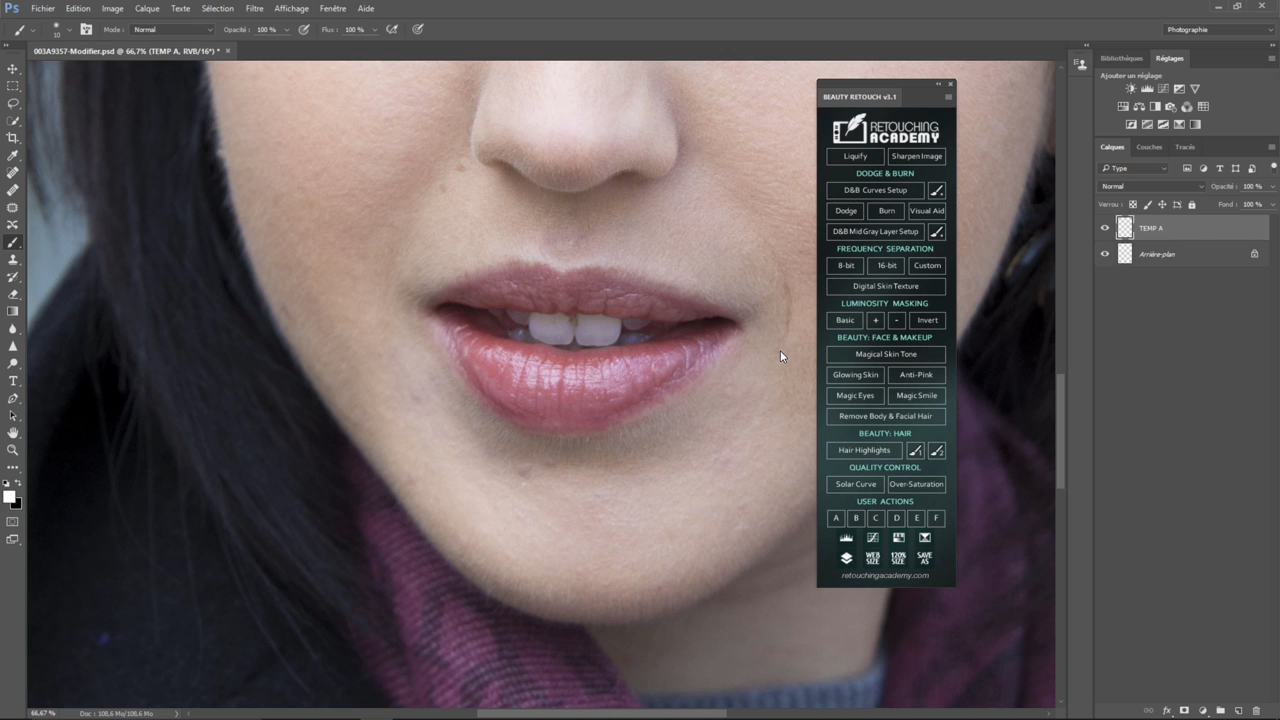 Ps Fichier Edition Image Calque Texte Sélection Filtre Affichage Fenêtre Aide
10 Mode : Normal Opacité : 100 % Flux : 100 % Photographie
003A9357-Modifier.psd @ 66,7% (TEMP A, RVB/16*) * ×
BEAUTY RETOUCH v3.1
RETOUCHING
ACADEMY
Liquify Sharpen Image
DODGE & BURN
D&B Curves Setup
Dodge Burn Visual Aid
D&B Mid Gray Layer Setup
FREQUENCY SEPARATION
8-bit 16-bit Custom
Digital Skin Texture
LUMINOSITY MASKING
Basic + - Invert
BEAUTY: FACE & MAKEUP
Magical Skin Tone
Glowing Skin Anti-Pink
Magic Eyes Magic Smile
Remove Body & Facial Hair
BEAUTY: HAIR
Hair Highlights 1 2
QUALITY CONTROL
Solar Curve Over-Saturation
USER ACTIONS
A B C D E F
WEB SIZE 120% SIZE SAVE AS
retouchingacademy.com
Bibliothèques Réglages
Ajouter un réglage
Calques Couches Tracés
Type
Normal Opacité : 100 %
Verrou : Fond : 100 %
TEMP A
Arrière-plan
66,67 % Doc : 108,6 Mo/108,6 Mo